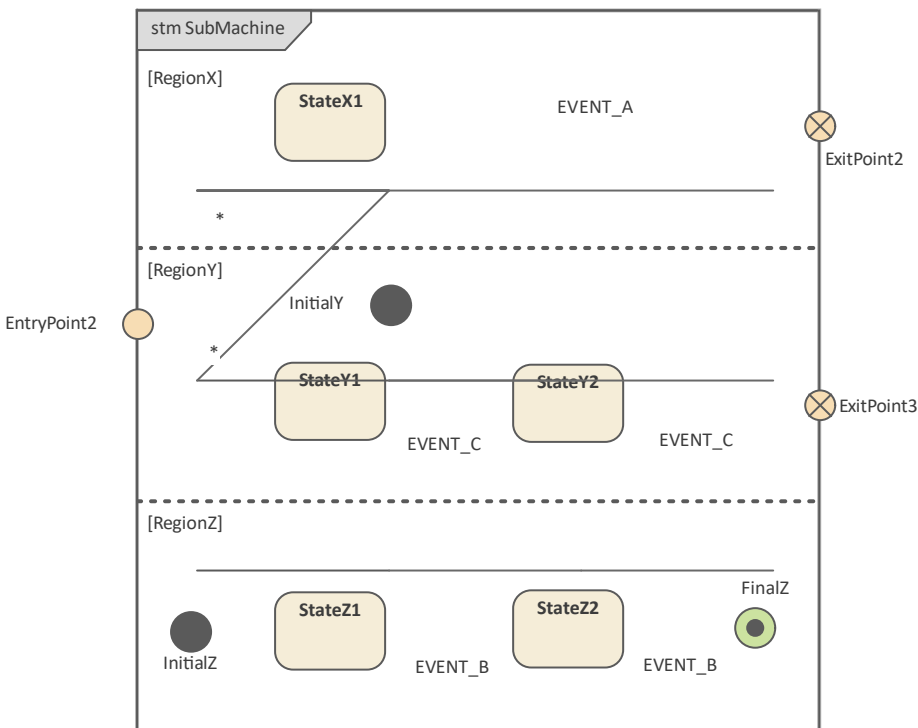 stm SubMachine
[RegionX]
StateX1
EVENT_A
ExitPoint2
*
[RegionY]
InitialY
EntryPoint2
*
StateY1
StateY2
ExitPoint3
EVENT_C
EVENT_C
[RegionZ]
FinalZ
StateZ1
StateZ2
InitialZ
EVENT_B
EVENT_B